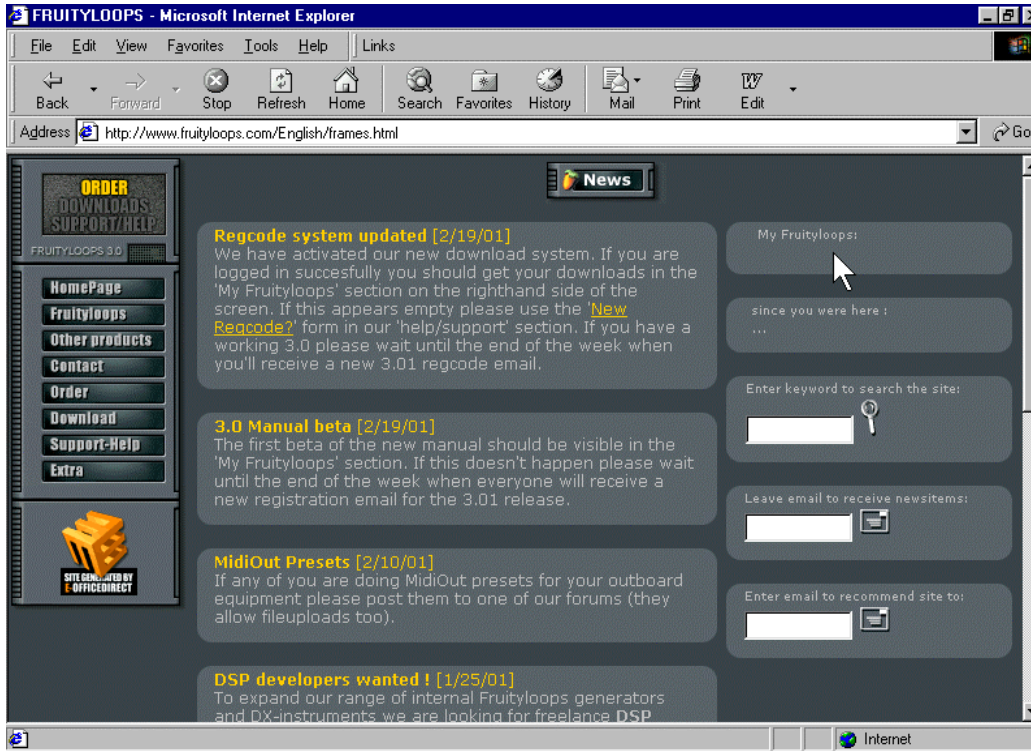 FRUITYLOOPS - Microsoft Internet Explorer
File Edit View Favorites Tools Help Links
Back Forward Stop Refresh Home Search Favorites History Mail Print Edit
Address http://www.fruityloops.com/English/frames.html Go
ORDER
DOWNLOADS
SUPPORT/HELP
FRUITYLOOPS 3.0
HomePage
Fruityloops
Other products
Contact
Order
Download
Support-Help
Extra
SITE GENERATED BY
E-OFFICEDIRECT
News
Regcode system updated [2/19/01]
We have activated our new download system. If you are
logged in succesfully you should get your downloads in the
'My Fruityloops' section on the righthand side of the
screen. If this appears empty please use the 'New
Regcode?' form in our 'help/support' section. If you have a
working 3.0 please wait until the end of the week when
you'll receive a new 3.01 regcode email.
3.0 Manual beta [2/19/01]
The first beta of the new manual should be visible in the
'My Fruityloops' section. If this doesn't happen please wait
until the end of the week when everyone will receive a
new registration email for the 3.01 release.
MidiOut Presets [2/10/01]
If any of you are doing MidiOut presets for your outboard
equipment please post them to one of our forums (they
allow fileuploads too).
DSP developers wanted ! [1/25/01]
To expand our range of internal Fruityloops generators
and DX-instruments we are looking for freelance DSP
My Fruityloops:
since you were here :
...
Enter keyword to search the site:
Leave email to receive newsitems:
Enter email to recommend site to:
Internet